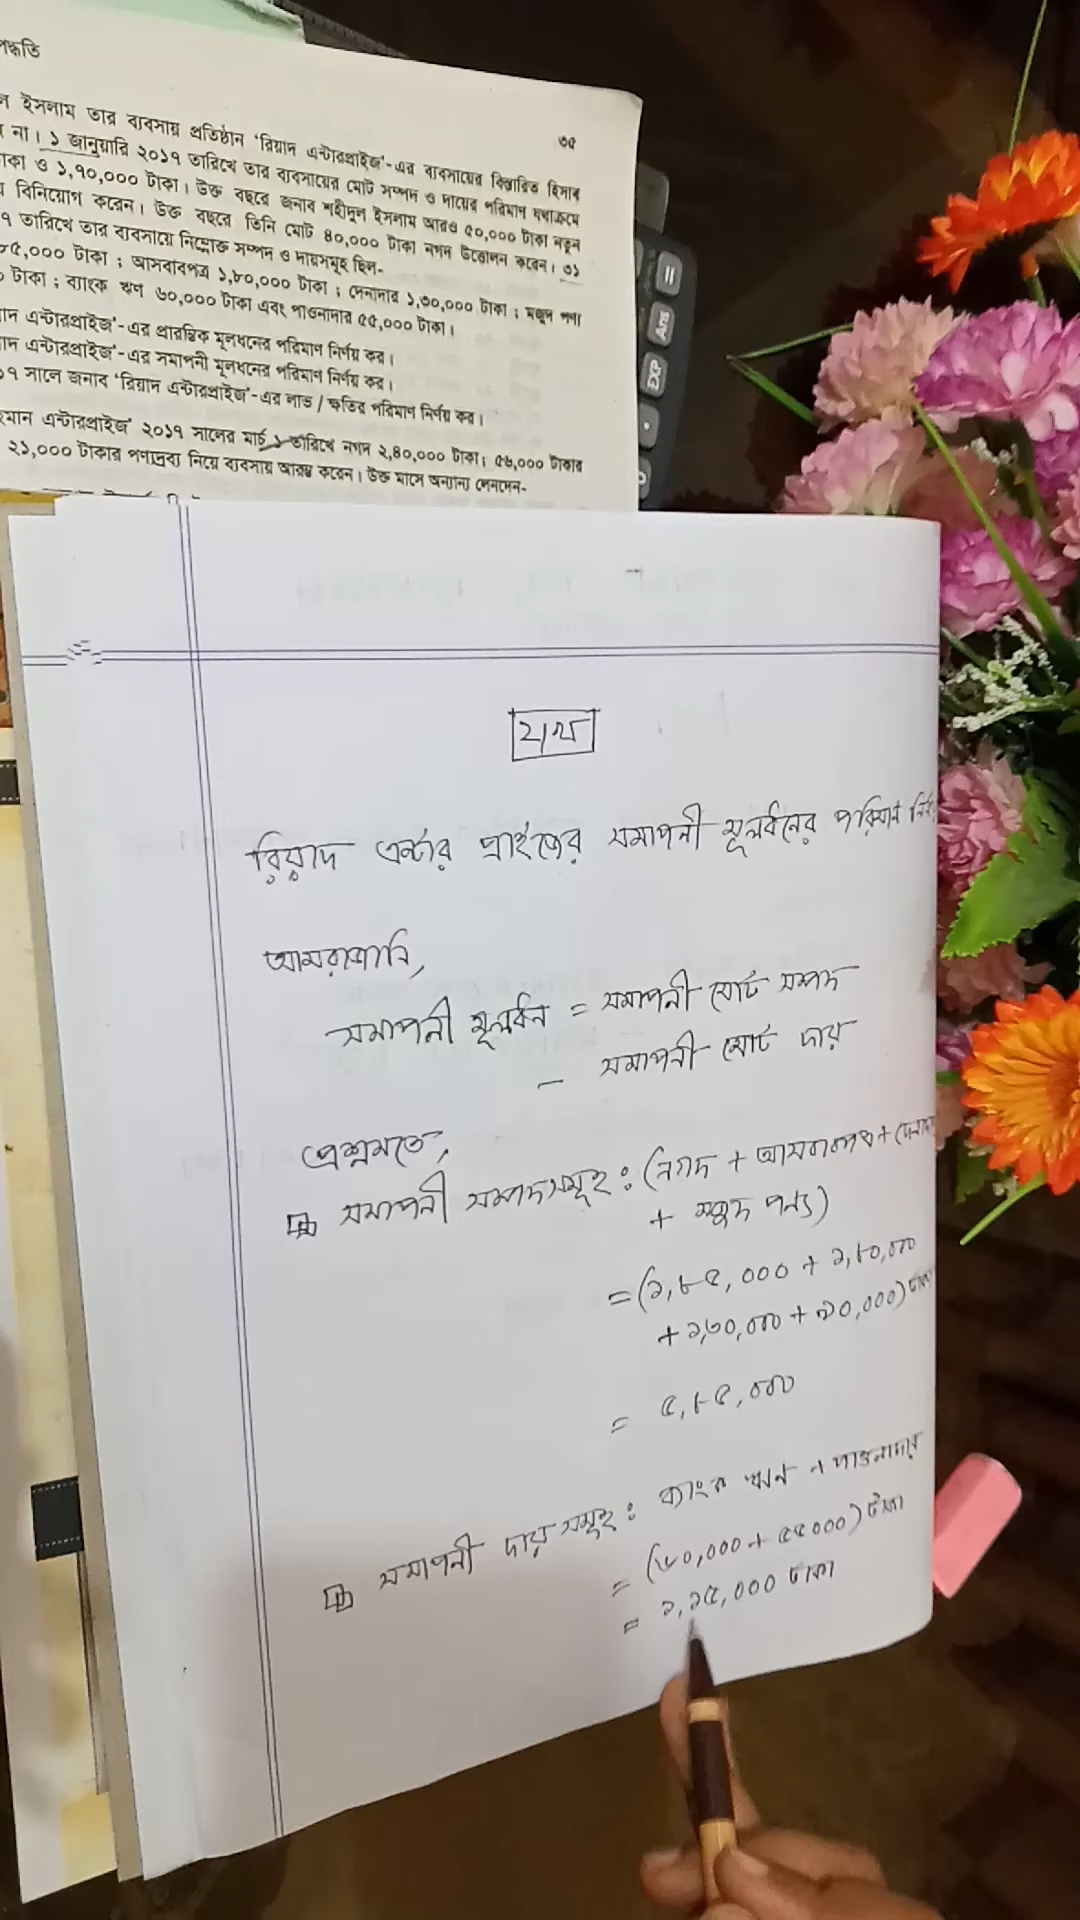 পদ্ধতি
৩৫
ইসলাম তার ব্যবসায় প্রতিষ্ঠান ‘রিয়াদ এন্টারপ্রাইজ’-এর ব্যবসায়ের বিস্তারিত হিসাব
না। ১ জানুয়ারি ২০১৭ তারিখে তার ব্যবসায়ের মোট সম্পদ ও দায়ের পরিমাণ যথাক্রমে
টাকা ও ১,৭০,০০০ টাকা। উক্ত বছরে জনাব শহীদুল ইসলাম আরও ৫০,০০০ টাকা নতুন
বিনিয়োগ করেন। উক্ত বছরে তিনি মোট ৪০,০০০ টাকা নগদ উত্তোলন করেন। ৩১
৭ তারিখে তার ব্যবসায়ে নিম্নোক্ত সম্পদ ও দায়সমূহ ছিল-
৮৫,০০০ টাকা ; আসবাবপত্র ১,৮০,০০০ টাকা ; দেনাদার ১,৩০,০০০ টাকা ; মজুদ পণ্য
টাকা ; ব্যাংক ঋণ ৬০,০০০ টাকা এবং পাওনাদার ৫৫,০০০ টাকা।
এন্টারপ্রাইজ’-এর প্রারম্ভিক মূলধনের পরিমাণ নির্ণয় কর।
এন্টারপ্রাইজ’-এর সমাপনী মূলধনের পরিমাণ নির্ণয় কর।
১৭ সালে জনাব ‘রিয়াদ এন্টারপ্রাইজ’-এর লাভ / ক্ষতির পরিমাণ নির্ণয় কর।
এন্টারপ্রাইজ’ ২০১৭ সালের মার্চ ১ তারিখে নগদ ২,৪০,০০০ টাকা; ৫৬,০০০ টাকার
২১,০০০ টাকার পণ্যদ্রব্য নিয়ে ব্যবসায় আরম্ভ করেন। উক্ত মাসে অন্যান্য লেনদেন-
রিয়াদ এন্টার প্রাইজের সমাপনী মূলধনের পরিমাণ
আমরাজানি,
সমাপনী মূলধন = সমাপনী মোট সম্পদ
– সমাপনী মোট দায়
প্রশ্নমতে,
সমাপনী সম্পদসমূহ : (নগদ + আসবাবপত্র +
+ মজুদ পণ্য)
= (১,৮৫,০০০ + ১,৮০,০০০
+ ১,৩০,০০০ + ৯০,০০০) টাকা
= ৫,৮৫,০০০
সমাপনী দায় সমূহ : ব্যাংক ঋন + পাওনাদার
= (৬০,০০০ + ৫৫০০০) টাকা
= ১,১৫,০০০ টাকা